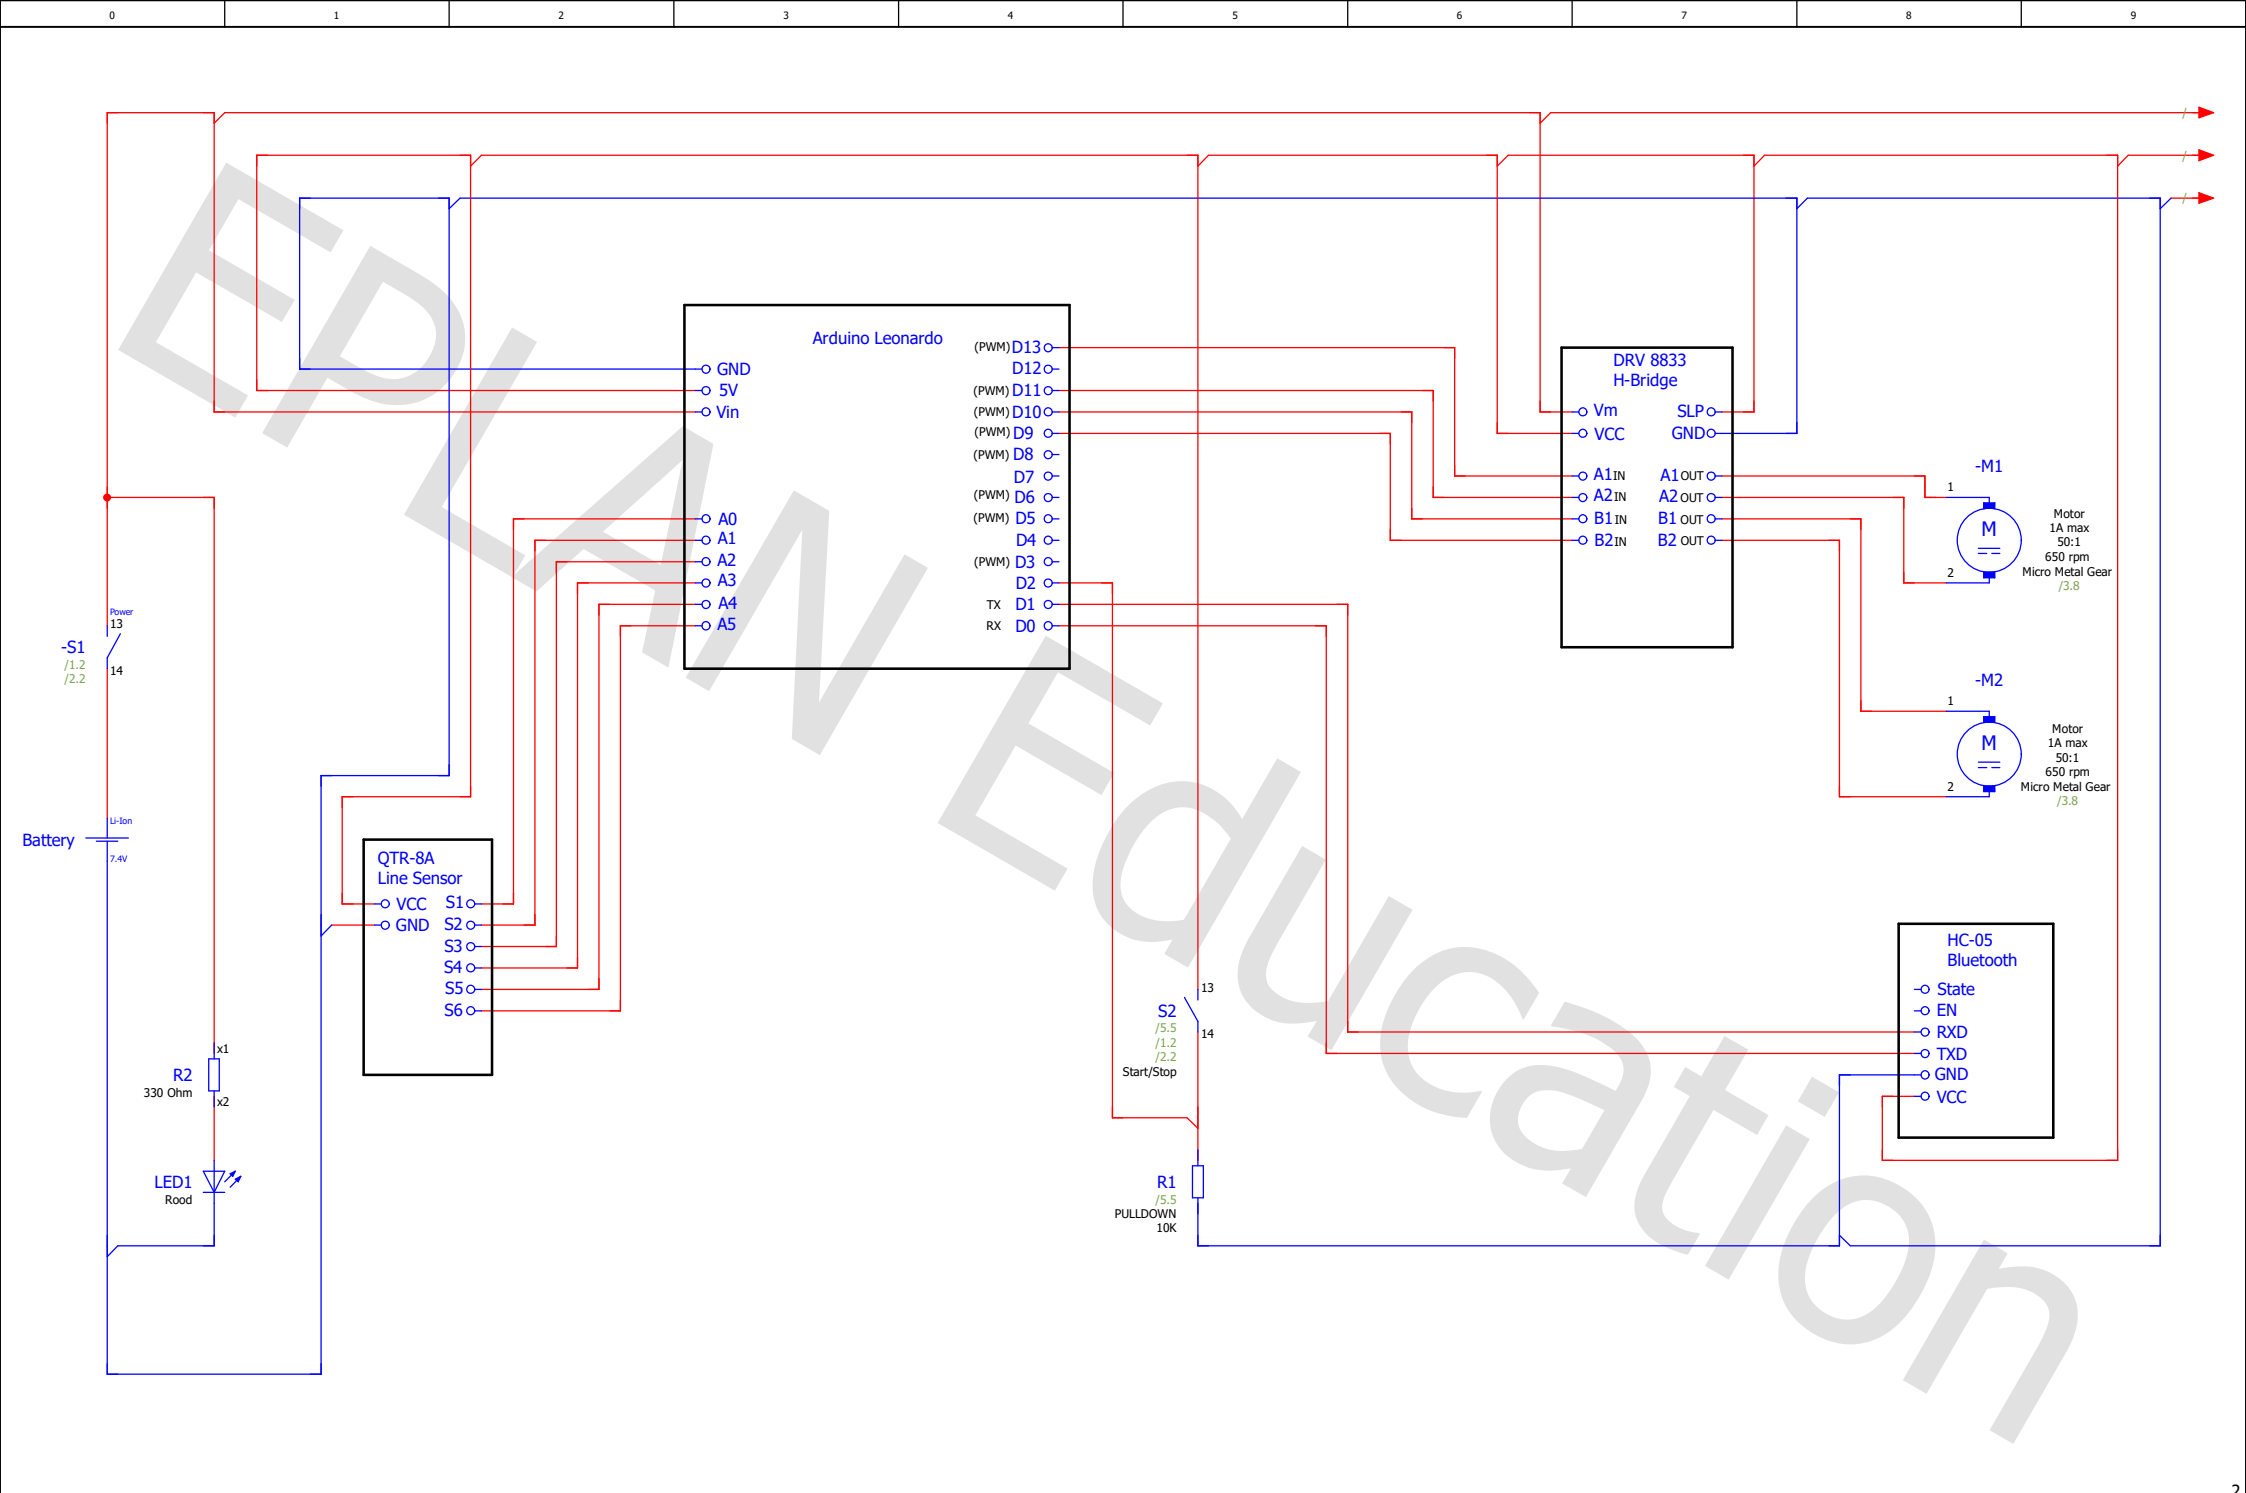 0 1 2 3 4 5 6 7 8 9
EPLAN Education
Arduino Leonardo
GND
5V
Vin
A0
A1
A2
A3
A4
A5
(PWM) D13
D12
(PWM) D11
(PWM) D10
(PWM) D9
(PWM) D8
D7
(PWM) D6
(PWM) D5
D4
(PWM) D3
D2
TX D1
RX D0
DRV 8833
H-Bridge
Vm SLP
VCC GND
A1 IN A1 OUT
A2 IN A2 OUT
B1 IN B1 OUT
B2 IN B2 OUT
-M1
1
M
2
Motor
1A max
50:1
650 rpm
Micro Metal Gear
/3.8
-M2
1
M
2
Motor
1A max
50:1
650 rpm
Micro Metal Gear
/3.8
Power
13
-S1
/1.2
/2.2
14
Li-Ion
Battery
7.4V
QTR-8A
Line Sensor
VCC S1
GND S2
S3
S4
S5
S6
x1
R2
330 Ohm
x2
LED1
Rood
13
S2
/5.5
14
/1.2
/2.2
Start/Stop
R1
/5.5
PULLDOWN
10K
HC-05
Bluetooth
State
EN
RXD
TXD
GND
VCC
2